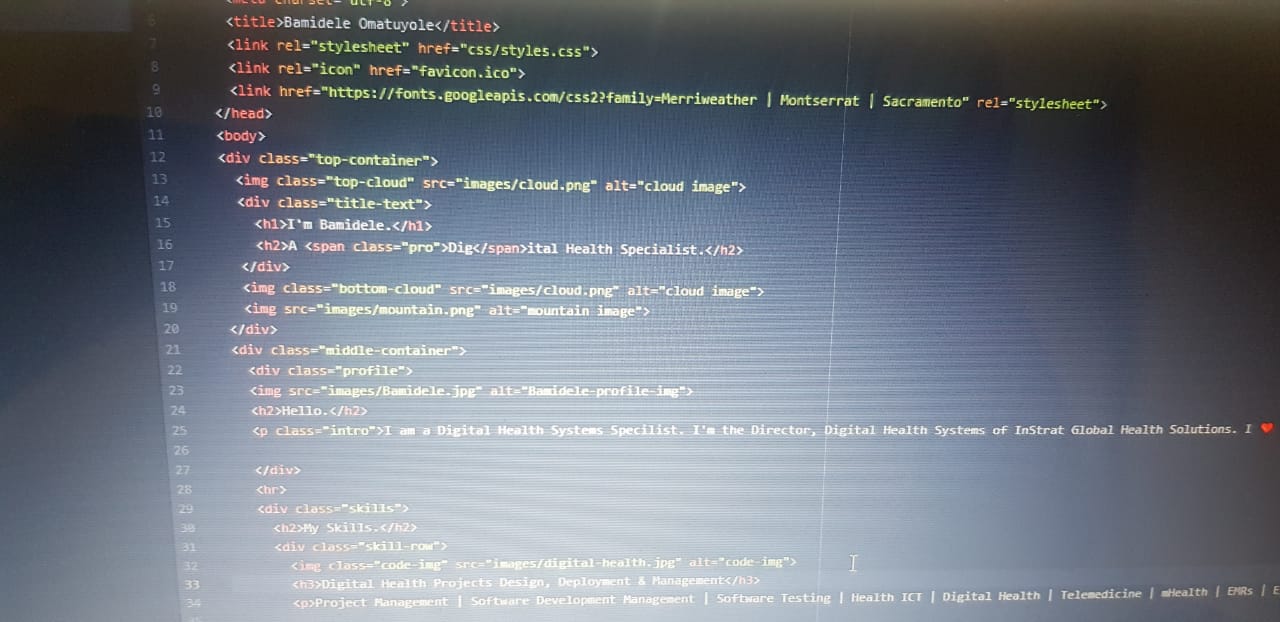 <meta charset="utf-8">
6 <title>Bamidele Omatuyole</title>
7 <link rel="stylesheet" href="css/styles.css">
8 <link rel="icon" href="favicon.ico">
9 <link href="https://fonts.googleapis.com/css2?family=Merriweather | Montserrat | Sacramento" rel="stylesheet">
10 </head>
11 <body>
12 <div class="top-container">
13 <img class="top-cloud" src="images/cloud.png" alt="cloud image">
14 <div class="title-text">
15 <h1>I'm Bamidele.</h1>
16 <h2>A <span class="pro">Dig</span>ital Health Specialist.</h2>
17 </div>
18 <img class="bottom-cloud" src="images/cloud.png" alt="cloud image">
19 <img src="images/mountain.png" alt="mountain image">
20 </div>
21 <div class="middle-container">
22 <div class="profile">
23 <img src="images/Bamidele.jpg" alt="Bamidele-profile-img">
24 <h2>Hello.</h2>
25 <p class="intro">I am a Digital Health Systems Specilist. I'm the Director, Digital Health Systems of InStrat Global Health Solutions. I ❤
26
27 </div>
28 <hr>
29 <div class="skills">
30 <h2>My Skills.</h2>
31 <div class="skill-row">
32 <img class="code-img" src="images/digital-health.jpg" alt="code-img">
33 <h3>Digital Health Projects Design, Deployment & Management</h3>
34 <p>Project Management | Software Development Management | Software Testing | Health ICT | Digital Health | Telemedicine | mHealth | EMRs | E